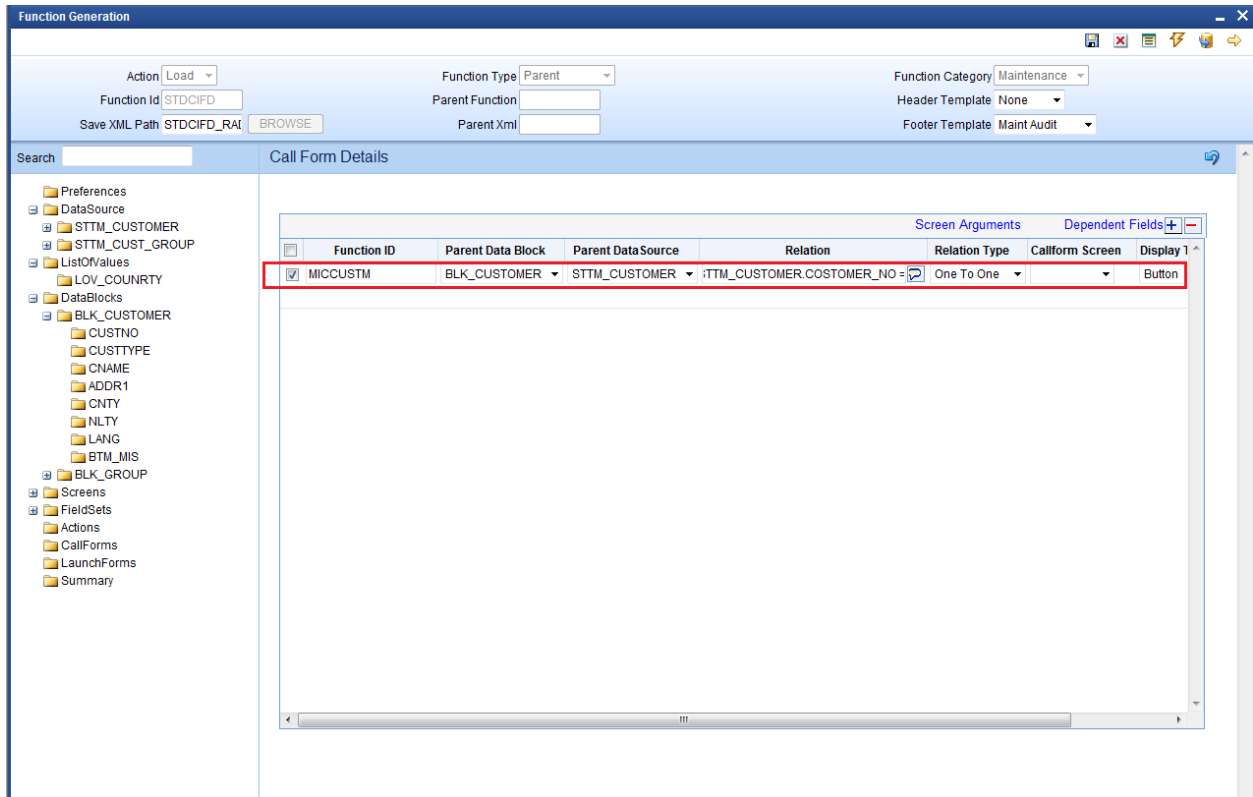 Function Generation
Action Load Function Type Parent Function Category Maintenance
Function Id STDCIFD Parent Function Header Template None
Save XML Path STDCIFD_RAD BROWSE Parent Xml Footer Template Maint Audit
Search Call Form Details
Preferences
DataSource
STTM_CUSTOMER
STTM_CUST_GROUP
ListOfValues
LOV_COUNRTY
DataBlocks
BLK_CUSTOMER
CUSTNO
CUSTTYPE
CNAME
ADDR1
CNTY
NLTY
LANG
BTM_MIS
BLK_GROUP
Screens
FieldSets
Actions
CallForms
LaunchForms
Summary
Screen Arguments Dependent Fields
Function ID Parent Data Block Parent DataSource Relation Relation Type Callform Screen Display T
MICCUSTM BLK_CUSTOMER STTM_CUSTOMER STTM_CUSTOMER.COSTOMER_NO = One To One Button